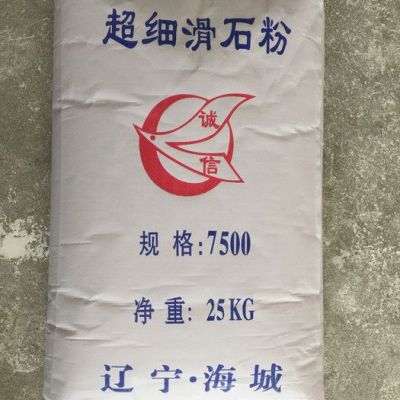 超细滑石粉
诚
信
规格:7500
净重:25KG
辽宁·海城